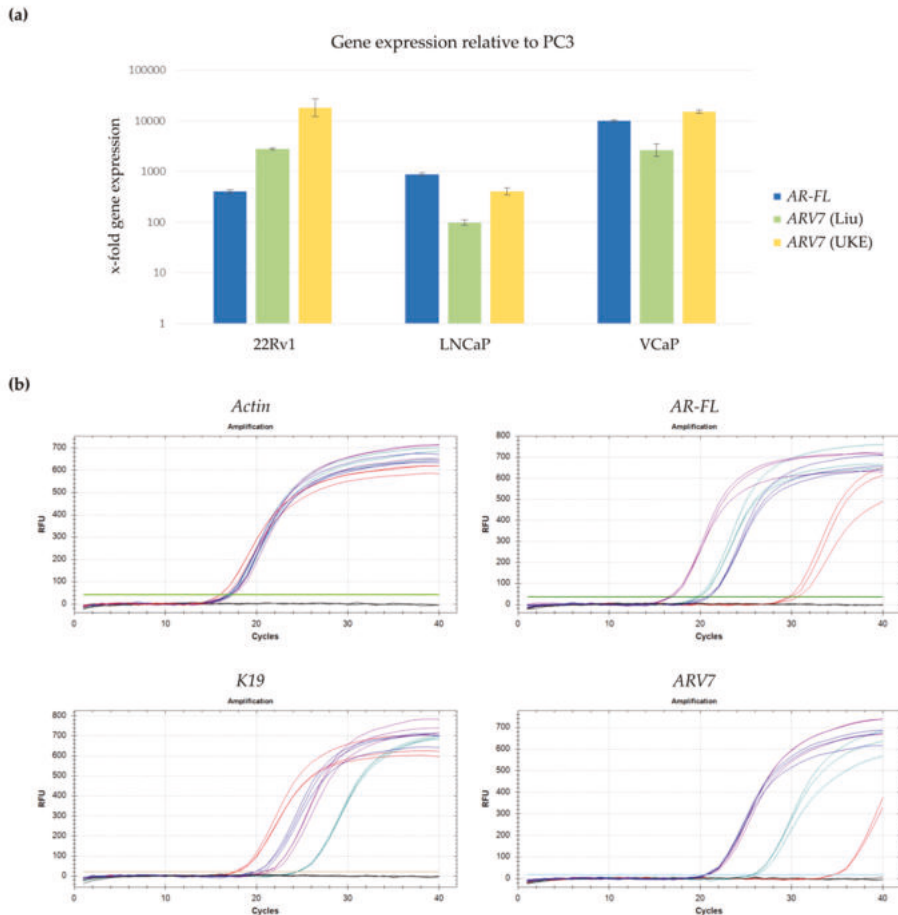 (a)
Gene expression relative to PC3
x-fold gene expression
100000
10000
1000
100
10
1
22Rv1
LNCaP
VCaP
AR-FL
ARV7 (Liu)
ARV7 (UKE)
(b)
Actin
Amplification
RFU
700
600
500
400
300
200
100
0
0
10
20
30
40
Cycles
AR-FL
Amplification
RFU
800
700
600
500
400
300
200
100
0
0
10
20
30
40
Cycles
K19
Amplification
RFU
800
700
600
500
400
300
200
100
0
0
10
20
30
40
Cycles
ARV7
Amplification
RFU
700
600
500
400
300
200
100
0
0
10
20
30
40
Cycles